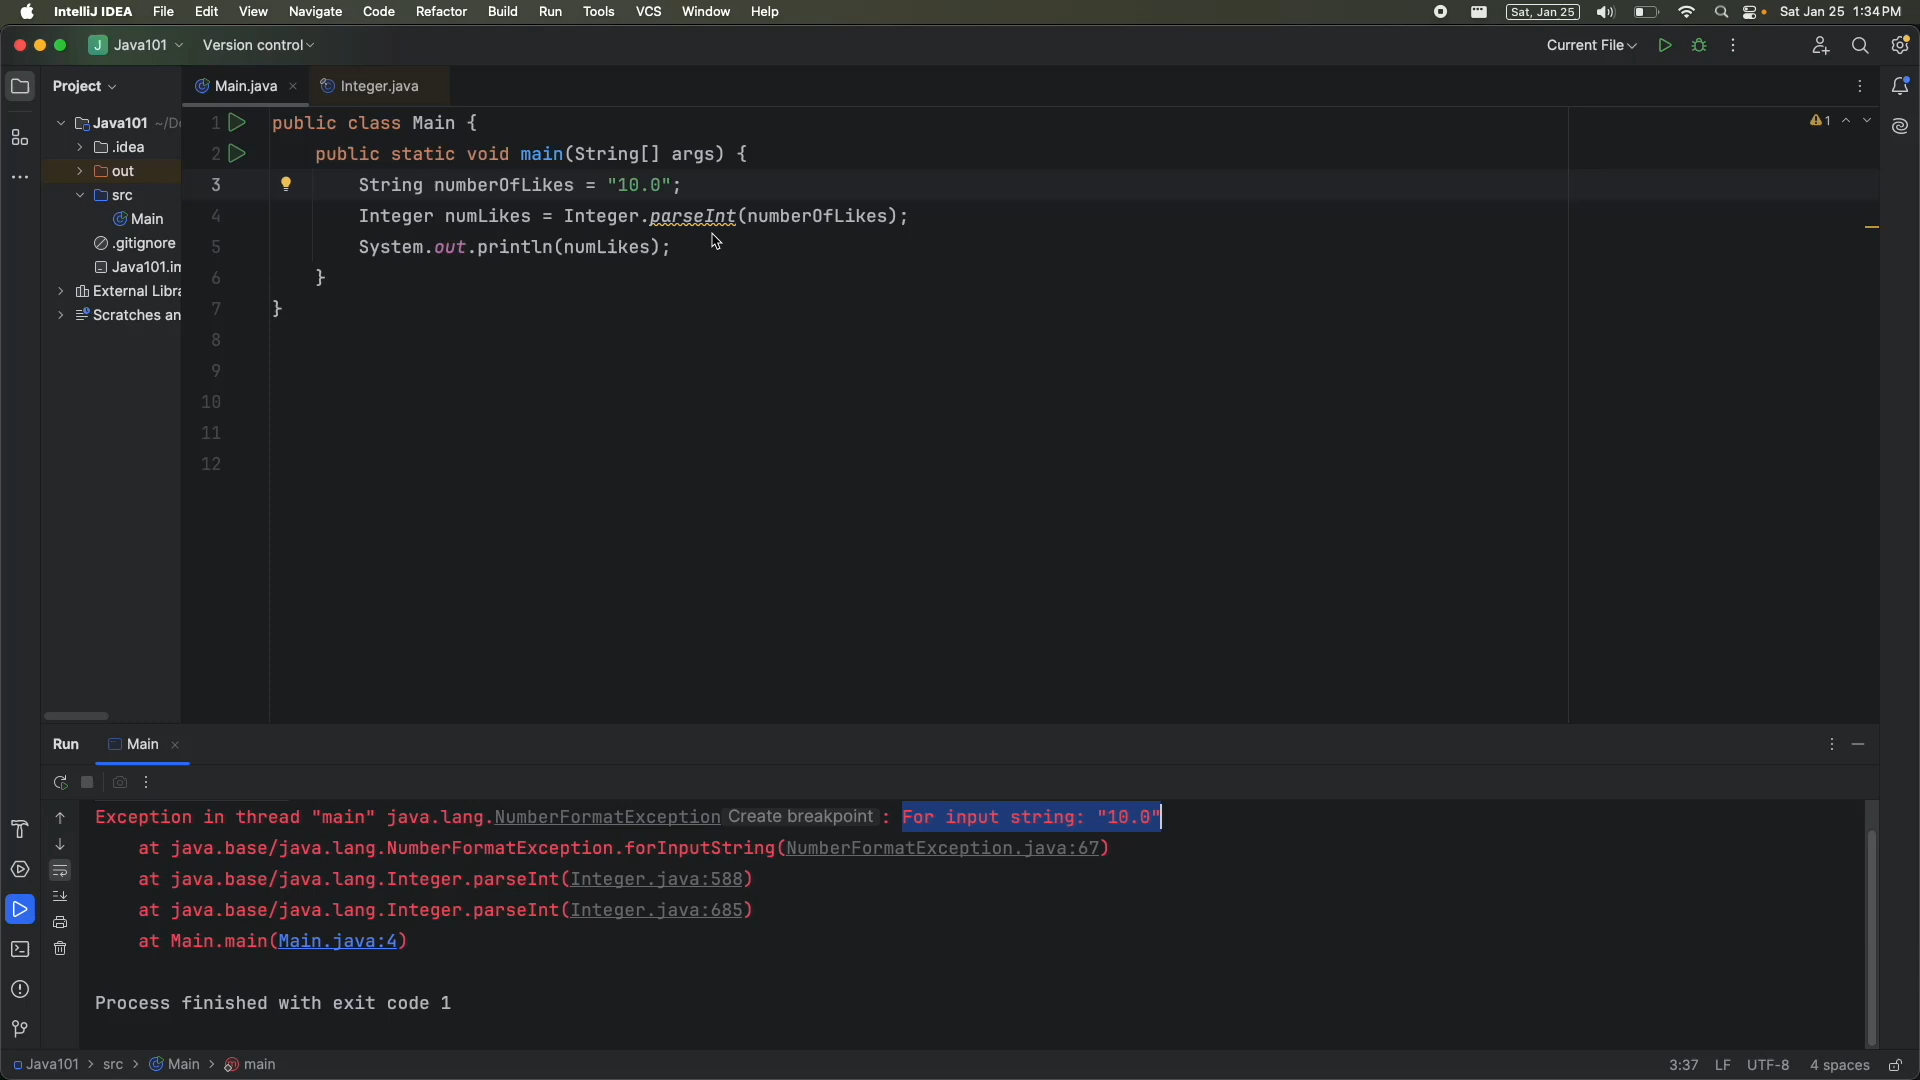 IntelliJ IDEA File Edit View Navigate Code Refactor Build Run Tools VCS Window Help Sat, Jan 25 Sat Jan 25 1:34 PM
J Java101 Version control Current File
Project Main.java Integer.java
Java101 ~/D
.idea
out
src
Main
.gitignore
Java101.im
External Libra
Scratches an
1 public class Main {
2 public static void main(String[] args) {
3 String numberOfLikes = "10.0";
4 Integer numLikes = Integer.parseInt(numberOfLikes);
5 System.out.println(numLikes);
6 }
7 }
8
9
10
11
12
1
Run Main
Exception in thread "main" java.lang.NumberFormatException Create breakpoint : For input string: "10.0"
at java.base/java.lang.NumberFormatException.forInputString(NumberFormatException.java:67)
at java.base/java.lang.Integer.parseInt(Integer.java:588)
at java.base/java.lang.Integer.parseInt(Integer.java:685)
at Main.main(Main.java:4)
Process finished with exit code 1
Java101 > src > Main > m main 3:37 LF UTF-8 4 spaces